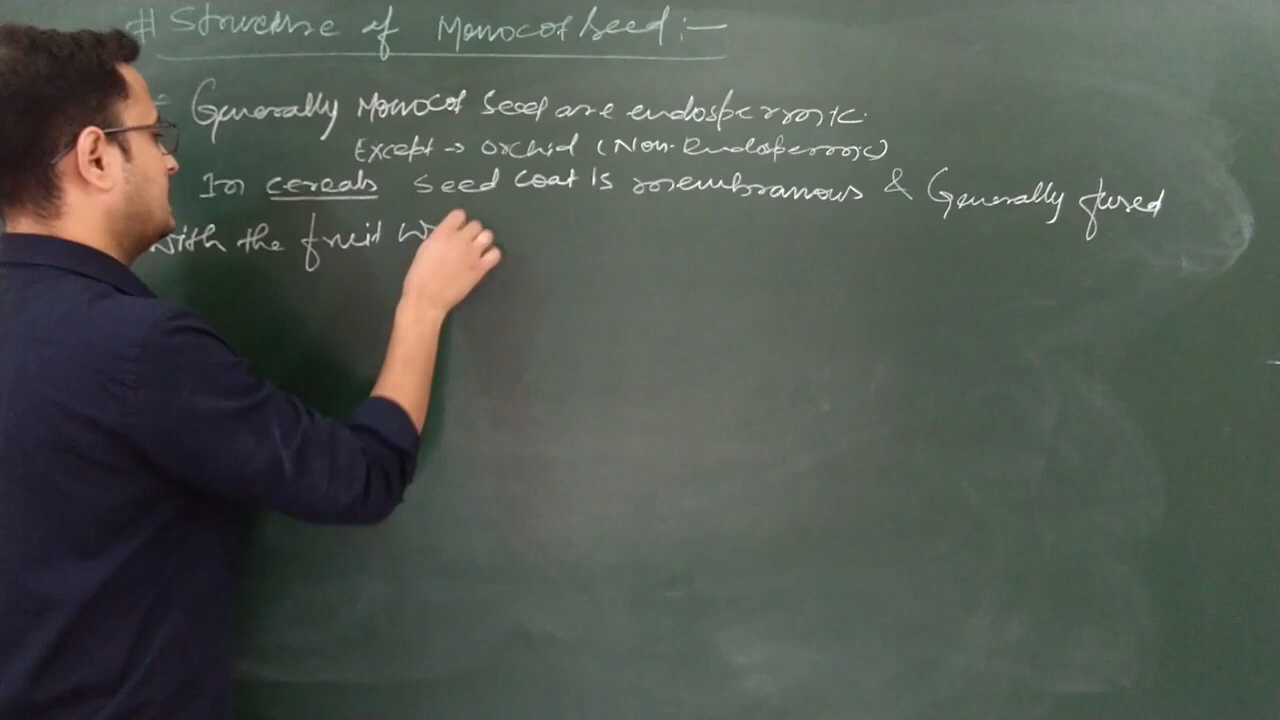 # Structure of Monocot Seed :-
Generally Monocot Seed are endospermic.
Except → Orchid (Non-Endospermic)
In cereals seed coat is membranous & Generally fused
with the fruit w